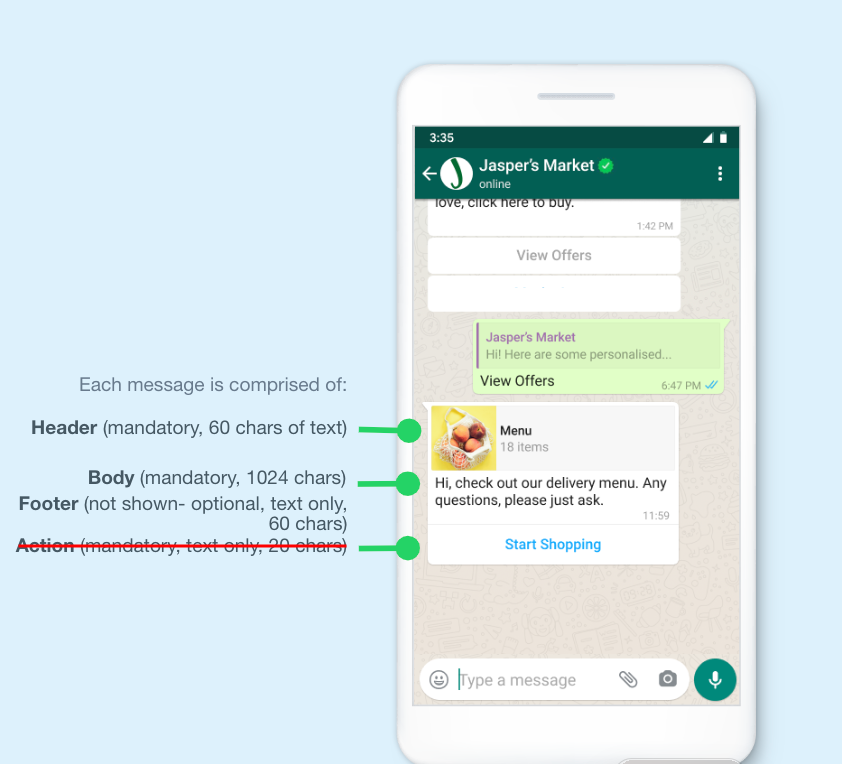 3:35
Jasper's Market
online
love, click here to buy.
1:42 PM
View Offers
Jasper's Market
Hi! Here are some personalised...
View Offers
6:47 PM
Each message is comprised of:
Header (mandatory, 60 chars of text)
Menu
18 items
Body (mandatory, 1024 chars)
Hi, check out our delivery menu. Any
questions, please just ask.
11:59
Footer (not shown- optional, text only,
60 chars)
Action (mandatory, text only, 20 chars)
Start Shopping
Type a message